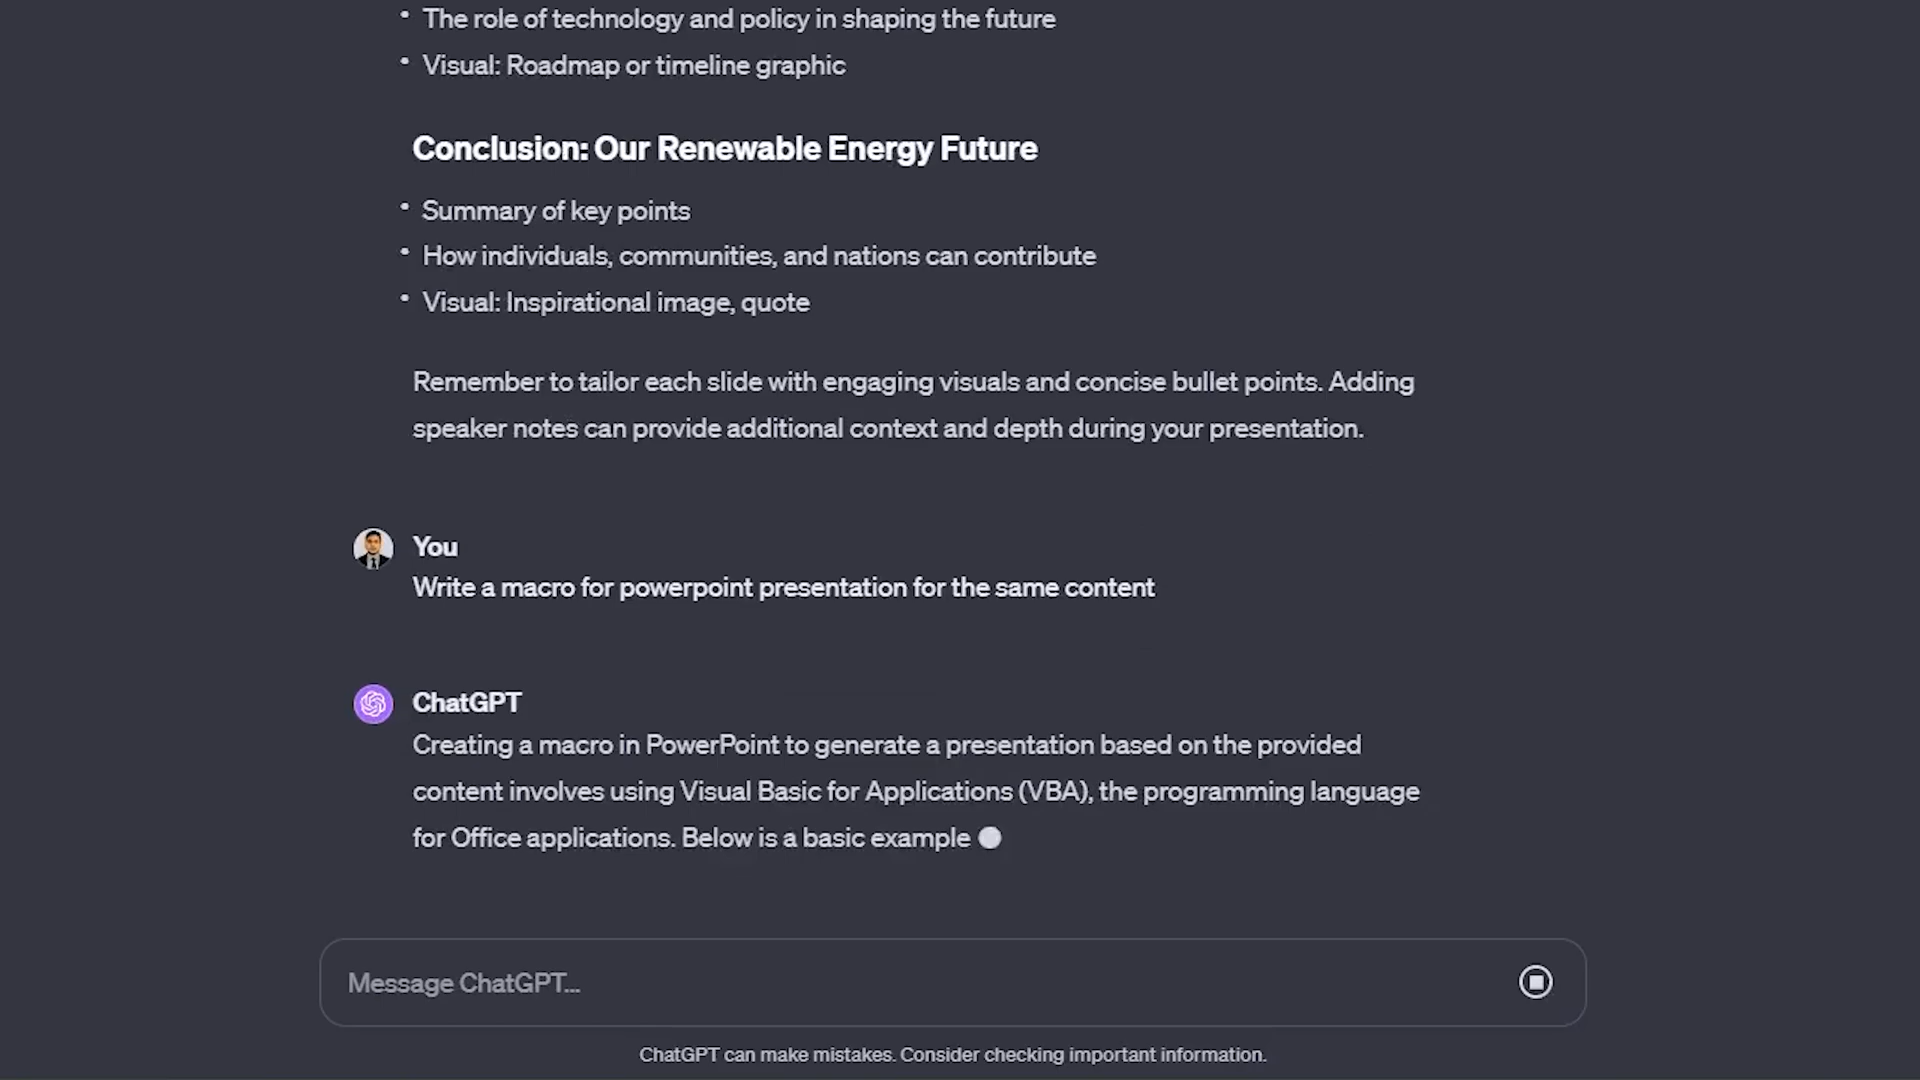 • The role of technology and policy in shaping the future
• Visual: Roadmap or timeline graphic
Conclusion: Our Renewable Energy Future
• Summary of key points
• How individuals, communities, and nations can contribute
• Visual: Inspirational image, quote
Remember to tailor each slide with engaging visuals and concise bullet points. Adding
speaker notes can provide additional context and depth during your presentation.
You
Write a macro for powerpoint presentation for the same content
ChatGPT
Creating a macro in PowerPoint to generate a presentation based on the provided
content involves using Visual Basic for Applications (VBA), the programming language
for Office applications. Below is a basic example
Message ChatGPT...
ChatGPT can make mistakes. Consider checking important information.